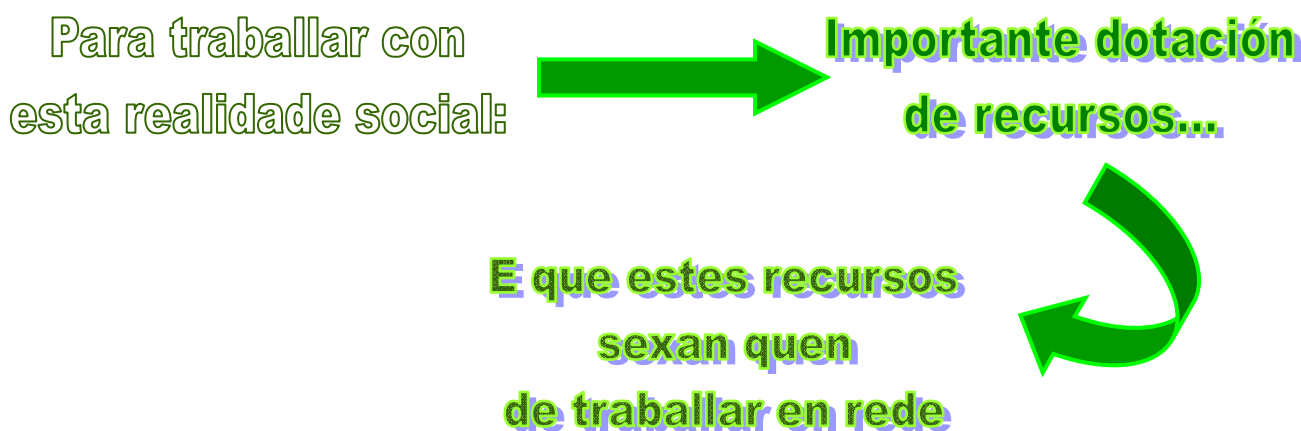 Para traballar con
esta realidade social:
Importante dotación
de recursos...
E que estes recursos
sexan quen
de traballar en rede